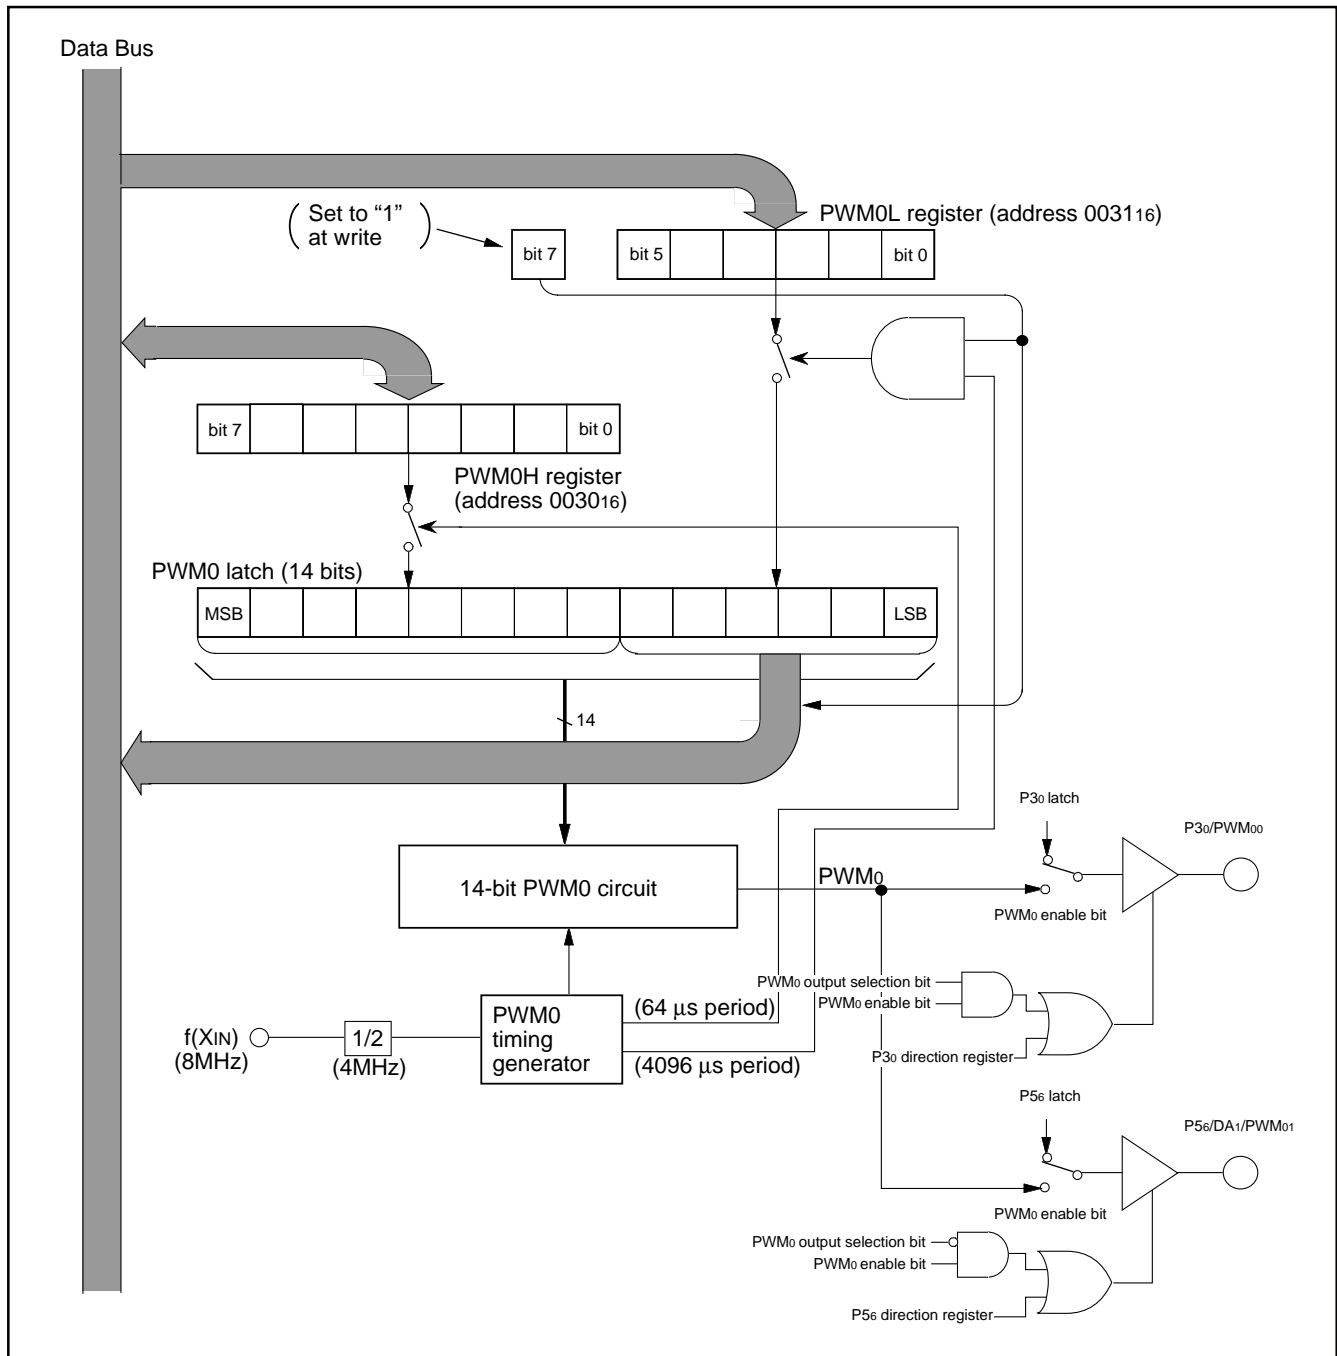 Data Bus
Set to “1”
at write
PWM0L register (address 003116)
bit 7
bit 5
bit 0
bit 7
bit 0
PWM0H register
(address 003016)
PWM0 latch (14 bits)
MSB
LSB
14
P30 latch
P30/PWM00
14-bit PWM0 circuit
PWM0
PWM0 enable bit
PWM0 output selection bit
PWM0 enable bit
P30 direction register
f(XIN)
(8MHz)
1/2
(4MHz)
PWM0
timing
generator
(64 μs period)
(4096 μs period)
P56 latch
P56/DA1/PWM01
PWM0 enable bit
PWM0 output selection bit
PWM0 enable bit
P56 direction register